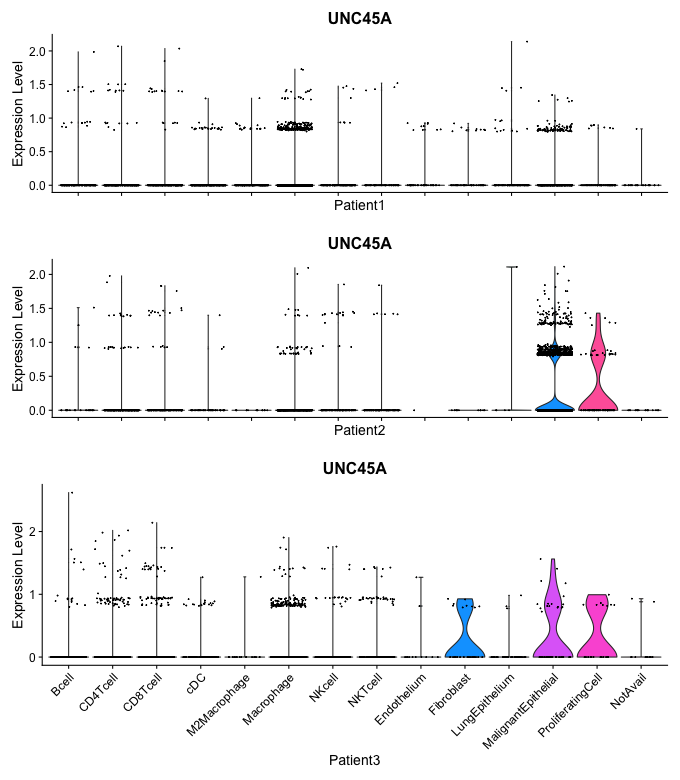 UNC45A
Expression Level
2.0
1.5
1.0
0.5
0.0
Patient1
UNC45A
Expression Level
2.0
1.5
1.0
0.5
0.0
Patient2
UNC45A
Expression Level
2
1
0
Bcell
CD4Tcell
CD8Tcell
cDC
M2Macrophage
Macrophage
NKcell
NKTcell
Endothelium
Fibroblast
LungEpithelium
MalignantEpithelial
ProliferatingCell
NotAvail
Patient3